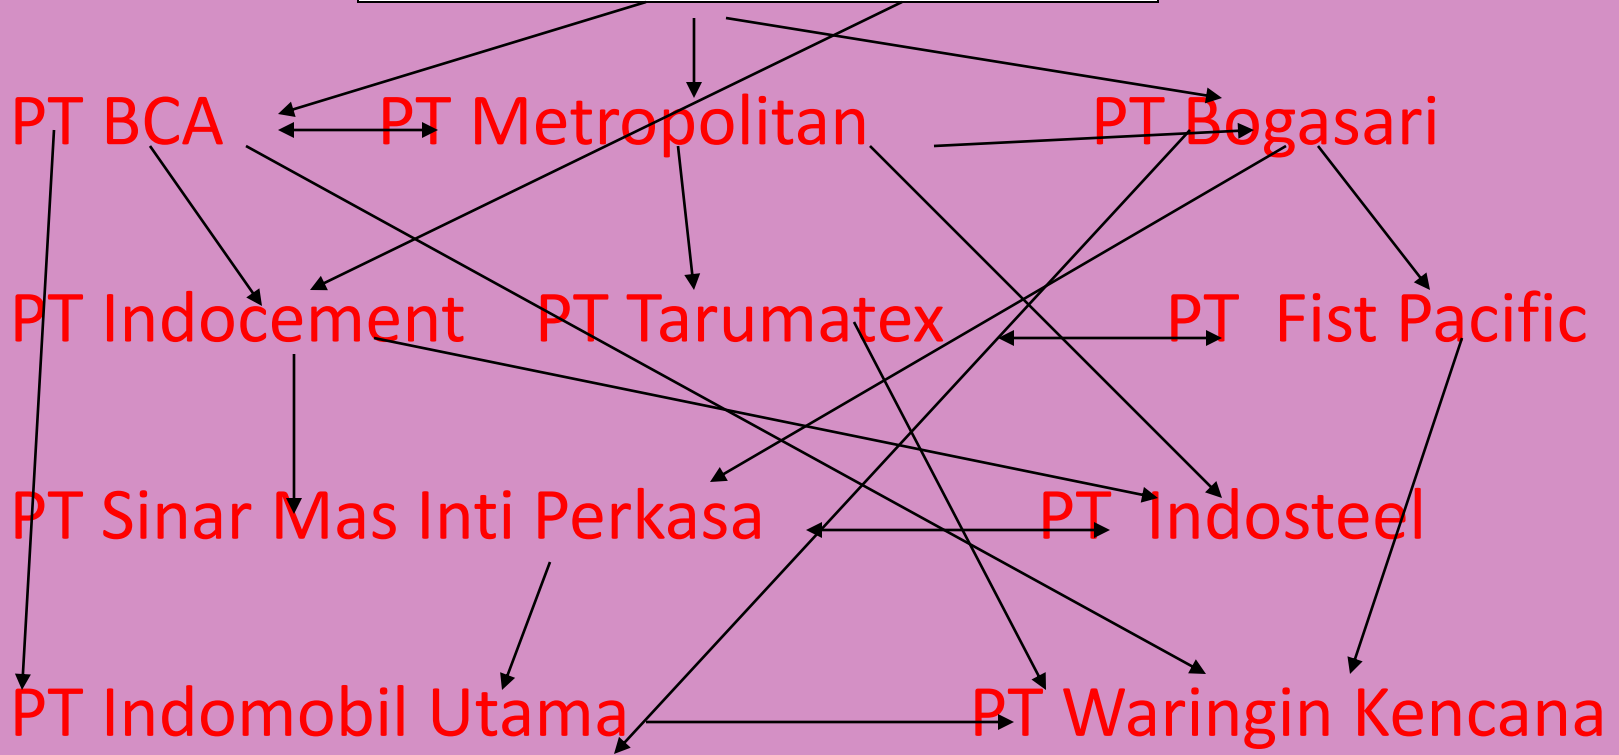 PT BCA PT Metropolitan PT Bogasari
PT Indocement PT Tarumatex PT Fist Pacific
PT Sinar Mas Inti Perkasa PT Indosteel
PT Indomobil Utama PT Waringin Kencana